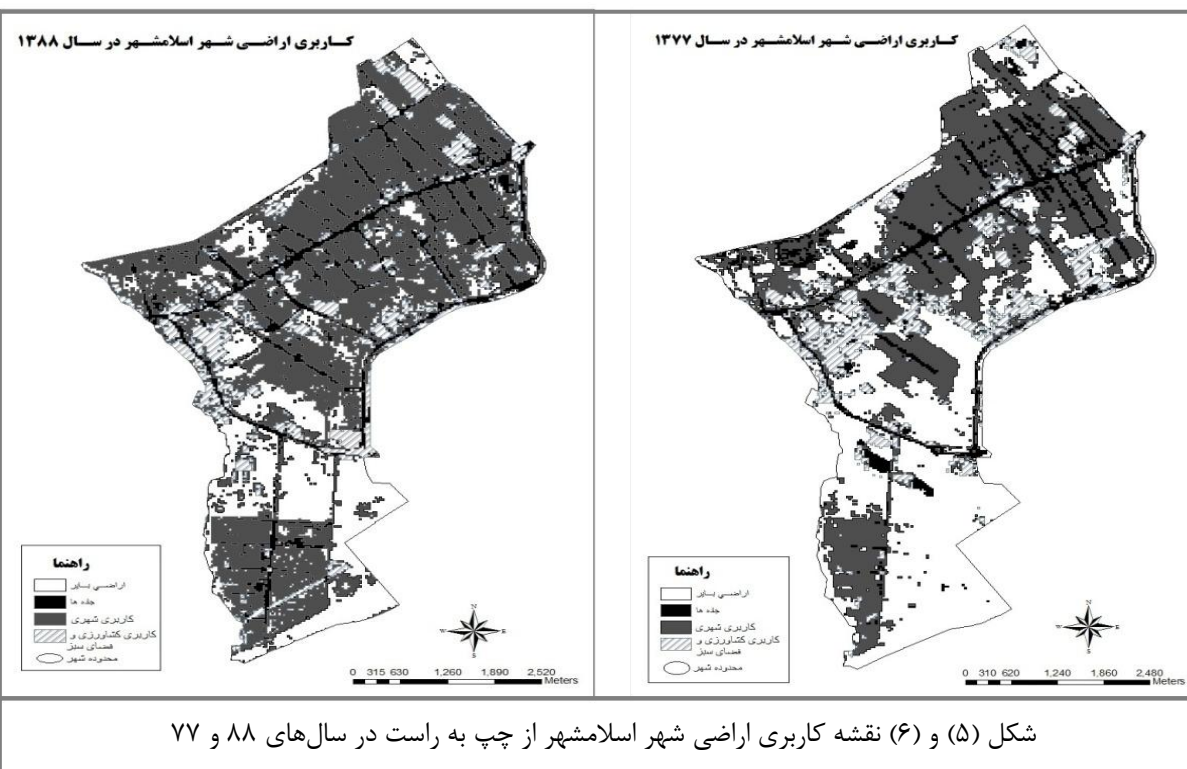 کاربری اراضی شهر اسلامشهر در سال ۱۳۷۷
راهنما
اراضی بایر
جاده ها
کاربری شهری
کاربری کشاورزی و
فضای سبز
محدوده شهر
N
W E
S
0 310 620 1,240 1,860 2,480
Meters
کاربری اراضی شهر اسلامشهر در سال ۱۳۸۸
راهنما
اراضی بایر
جاده ها
کاربری شهری
کاربری کشاورزی و
فضای سبز
محدوده شهر
N
W E
S
0 315 630 1,260 1,890 2,520
Meters
شکل (۵) و (۶) نقشه کاربری اراضی شهر اسلامشهر از چپ به راست در سال‌های ۸۸ و ۷۷